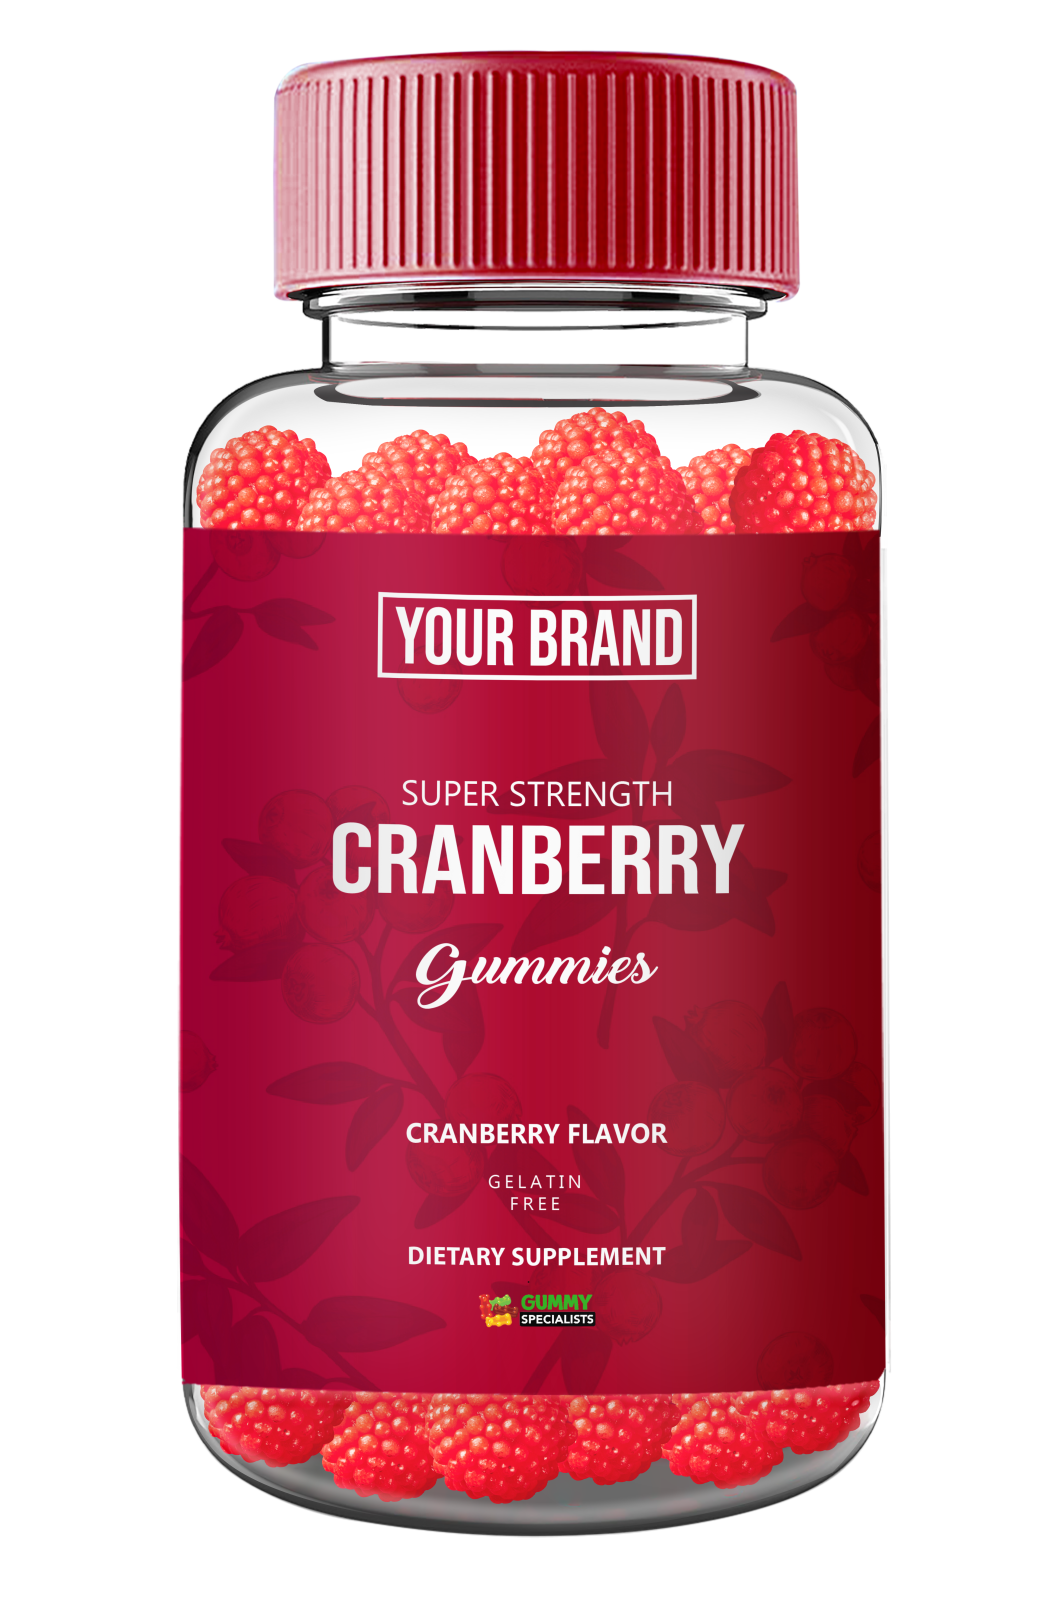 YOUR BRAND
SUPER STRENGTH
CRANBERRY
Gummies
CRANBERRY FLAVOR
GELATIN
FREE
DIETARY SUPPLEMENT
GUMMY
SPECIALISTS